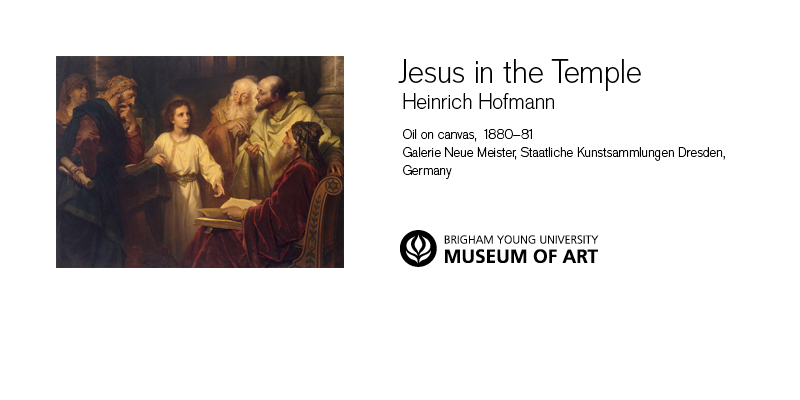 Jesus in the Temple
Heinrich Hofmann
Oil on canvas, 1880–81
Galerie Neue Meister, Staatliche Kunstsammlungen Dresden,
Germany
BRIGHAM YOUNG UNIVERSITY
MUSEUM OF ART